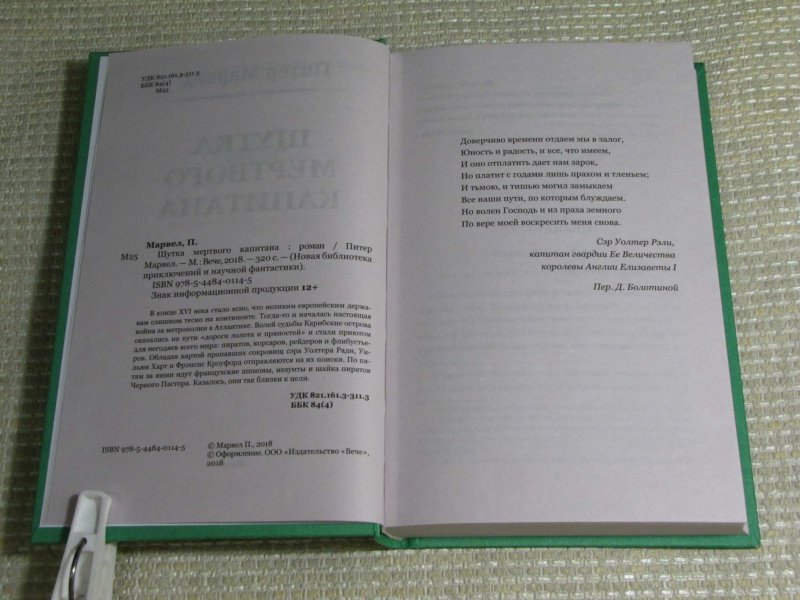 УДК 821.161.3-311.3
ББК 84(4)
М25
Марвел, П.
М25 Шутка мертвого капитана : роман / Питер
Марвел. — М. : Вече, 2018. — 320 с. — (Новая библиотека
приключений и научной фантастики).
ISBN 978-5-4484-0114-5
Знак информационной продукции 12+
В конце XVI века стало ясно, что великим европейским держа-
вам слишком тесно на континенте. Тогда-то и началась настоящая
война за метрополии в Атлантике. Волей судьбы Карибские острова
оказались на пути «дороги золота и пряностей» и стали приютом
для негодяев всего мира: пиратов, корсаров, рейдеров и флибустье-
ров. Обладая картой пропавших сокровищ сэра Уолтера Рэли, Уи-
льям Харт и Фрэнсис Кроуфорд отправляются на их поиски. По пя-
там за ними идут французские шпионы, иезуиты и шайка пиратов
Черного Пастора. Казалось, они так близки к цели.
УДК 821.161.3-311.3
ББК 84(4)
ISBN 978-5-4484-0114-5
© Марвел П., 2018
© Оформление. ООО «Издательство «Вече»,
2018
Доверчиво времени отдаем мы в залог,
Юность и радость, и все, что имеем,
И оно отплатить дает нам зарок,
Но платит с годами лишь прахом и тленьем;
И тьмою, и тишью могил замыкаем
Все наши пути, по которым блуждаем.
Но волен Господь и из праха земного
По вере моей воскресить меня снова.
Сэр Уолтер Рэли,
капитан гвардии Ее Величества
королевы Англии Елизаветы I
Пер. Д. Болотиной